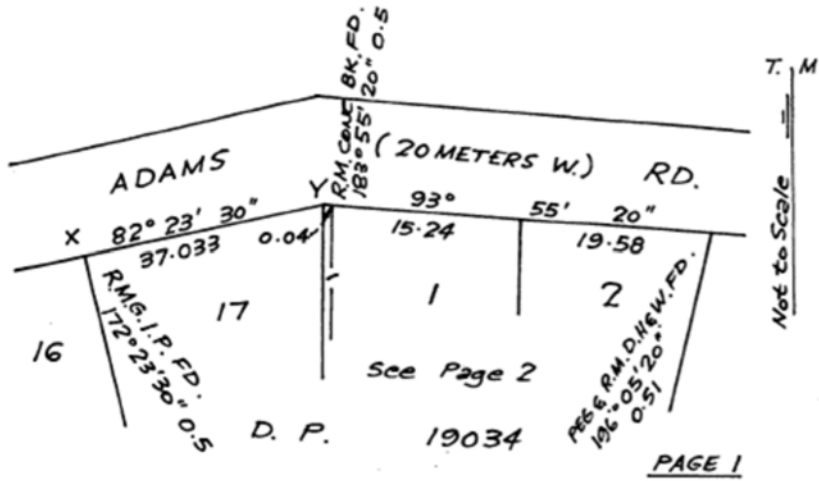 R.M. CONC BK. FD.
183° 55' 20" 0.5
T. M
ADAMS (20 METERS W.) RD.
Y
X 82° 23' 30"
37.033 0.04
93° 55' 20"
15.24 19.58
Not to Scale
16
17
1
2
R.M.G.I.P. FD.
172° 23' 30" 0.5
PEG & R.M.D.H&W. FD.
196° 05' 20"
0.51
See Page 2
D. P. 19034
PAGE 1